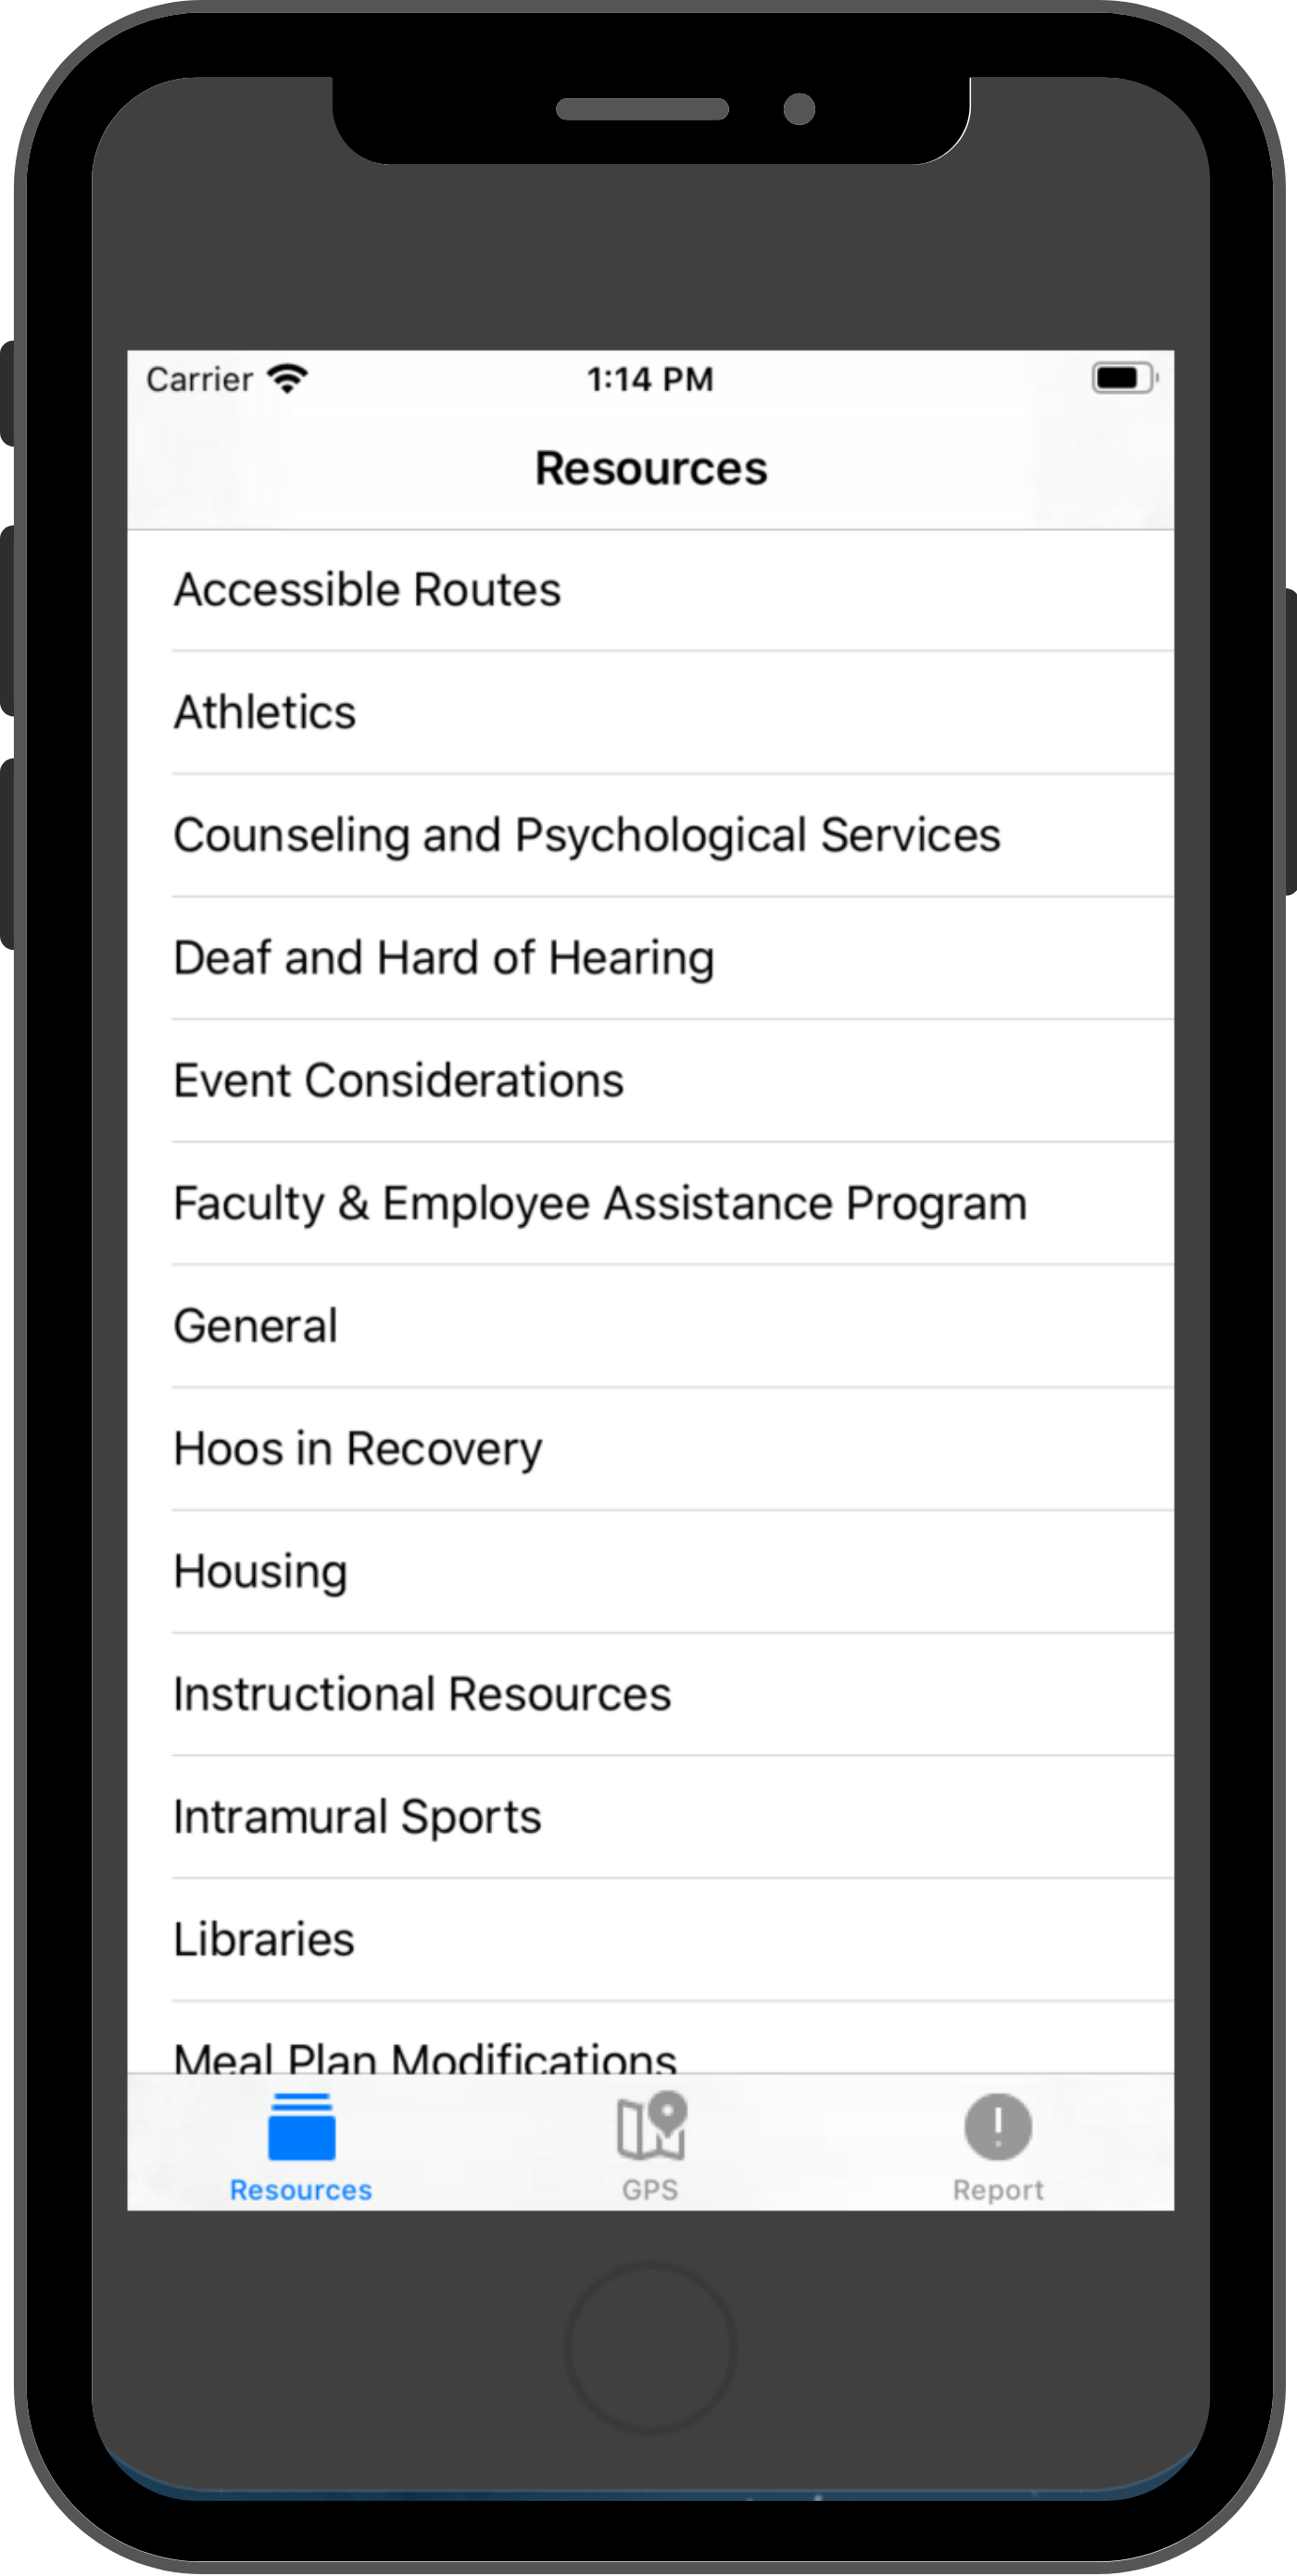 Carrier 1:14 PM
Resources
Accessible Routes
Athletics
Counseling and Psychological Services
Deaf and Hard of Hearing
Event Considerations
Faculty & Employee Assistance Program
General
Hoos in Recovery
Housing
Instructional Resources
Intramural Sports
Libraries
Meal Plan Modifications
Resources GPS Report